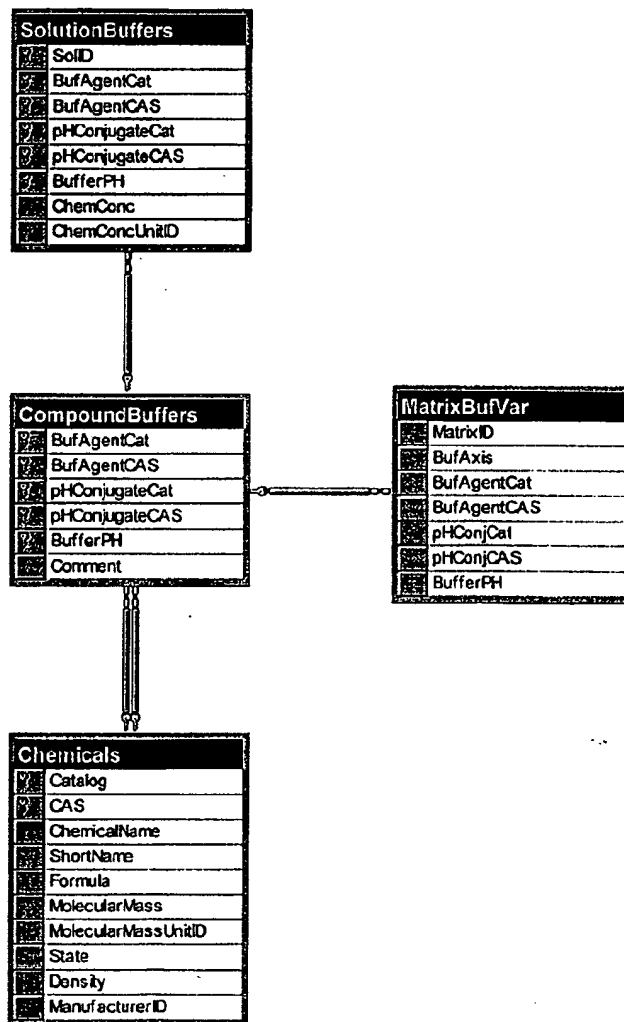 SolutionBuffers
SolID
BufAgentCat
BufAgentCAS
pHConjugateCat
pHConjugateCAS
BufferPH
ChemConc
ChemConcUnitID
CompoundBuffers
BufAgentCat
BufAgentCAS
pHConjugateCat
pHConjugateCAS
BufferPH
Comment
MatrixBufVar
MatrixID
BufAxis
BufAgentCat
BufAgentCAS
pHConjCat
pHConjCAS
BufferPH
Chemicals
Catalog
CAS
ChemicalName
ShortName
Formula
MolecularMass
MolecularMassUnitID
State
Density
ManufacturerID